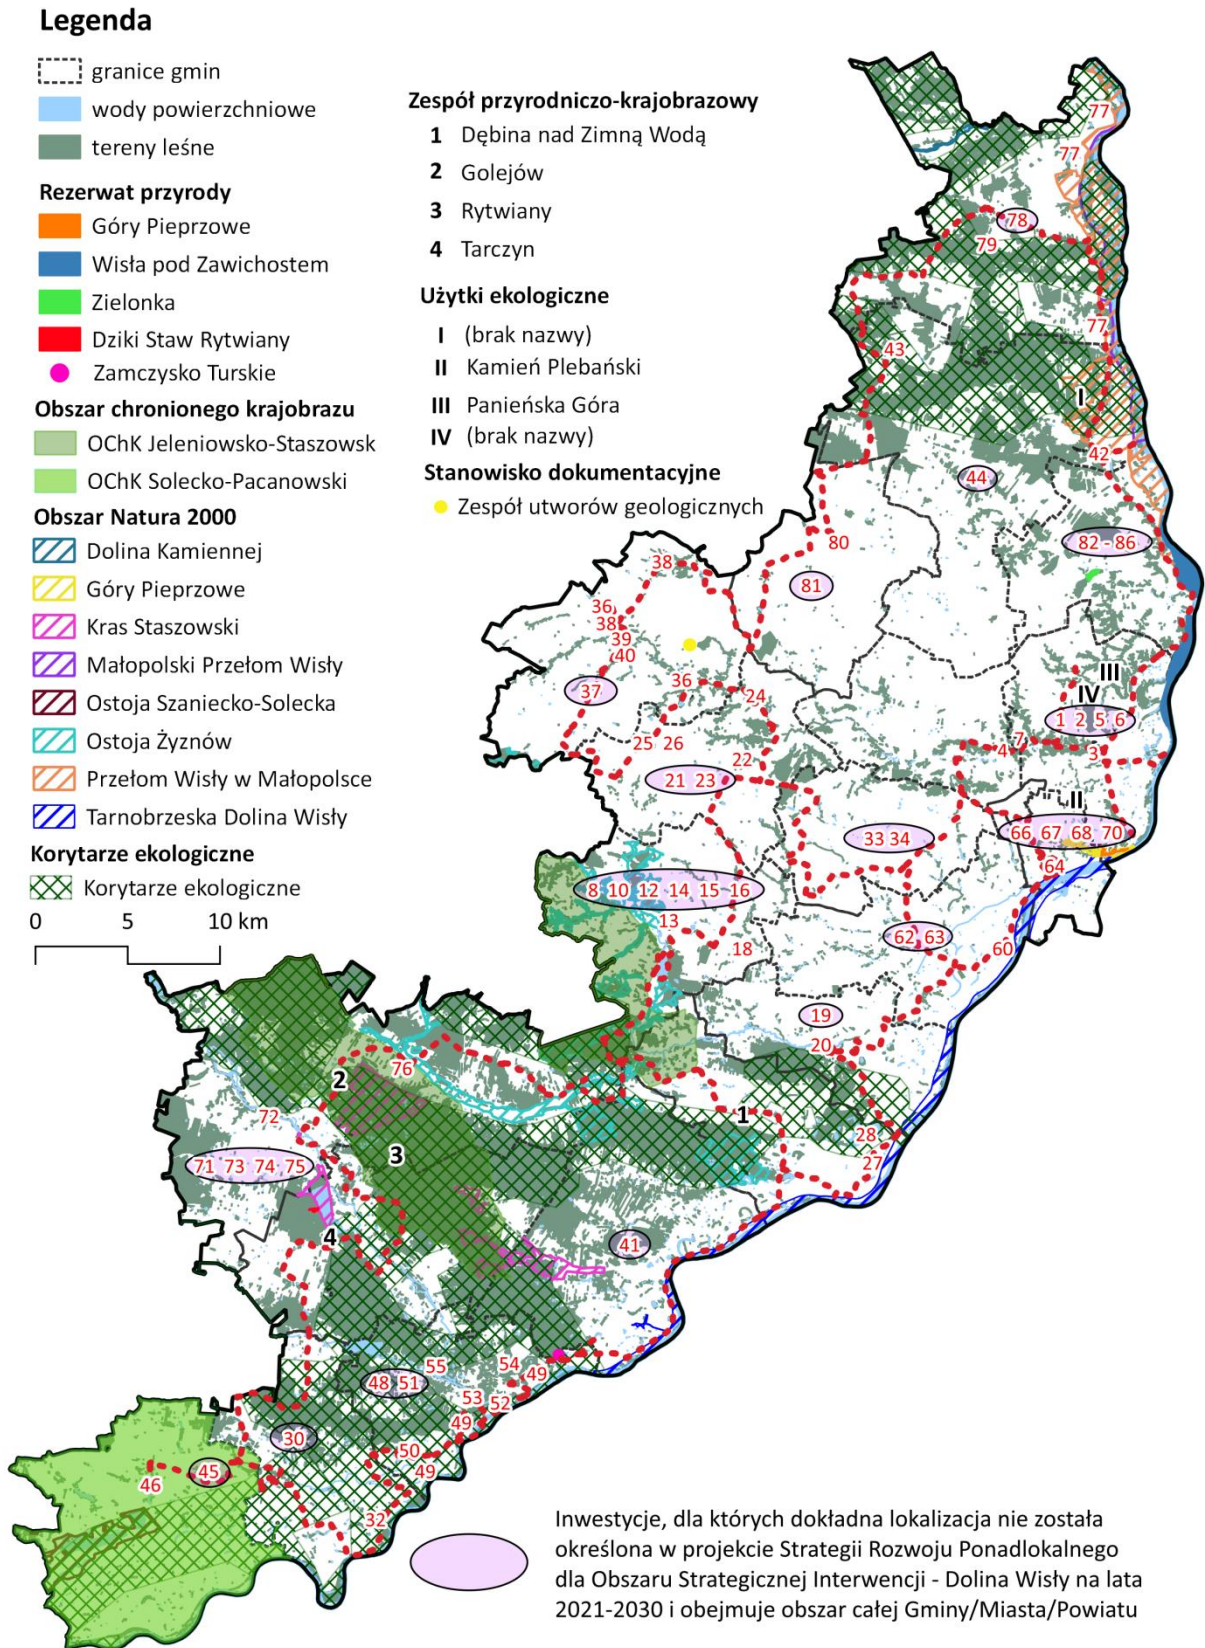 Legenda
granice gmin
wody powierzchniowe
tereny leśne
Rezerwat przyrody
Góry Pieprzowe
Wisła pod Zawichostem
Zielonka
Dziki Staw Rytwiany
Zamczysko Turskie
Obszar chronionego krajobrazu
OChK Jeleniowsko-Staszowsk
OChK Solecko-Pacanowski
Obszar Natura 2000
Dolina Kamiennej
Góry Pieprzowe
Kras Staszowski
Małopolski Przełom Wisły
Ostoja Szaniecko-Solecka
Ostoja Żyznów
Przełom Wisły w Małopolsce
Tarnobrzeska Dolina Wisły
Korytarze ekologiczne
Korytarze ekologiczne
0 5 10 km
Zespół przyrodniczo-krajobrazowy
1 Dębina nad Zimną Wodą
2 Golejów
3 Rytwiany
4 Tarczyn
Użytki ekologiczne
I (brak nazwy)
II Kamień Plebański
III Panieńska Góra
IV (brak nazwy)
Stanowisko dokumentacyjne
Zespół utworów geologicznych
77
77
78
79
77
43
I
42
44
80
82 - 86
38
81
36
38
39
40
III
37
36
24
IV
1 2 5 6
25 26
7
4
3
22
21 23
II
33 34
66 67 68 70
64
8 10 12 14 15 16
13
18
62 63
60
19
20
76
2
72
1
28
3
27
71 73 74 75
4
41
55
54
49
48 51
53
52
49
30
50
45
49
46
32
Inwestycje, dla których dokładna lokalizacja nie została
określona w projekcie Strategii Rozwoju Ponadlokalnego
dla Obszaru Strategicznej Interwencji - Dolina Wisły na lata
2021-2030 i obejmuje obszar całej Gminy/Miasta/Powiatu